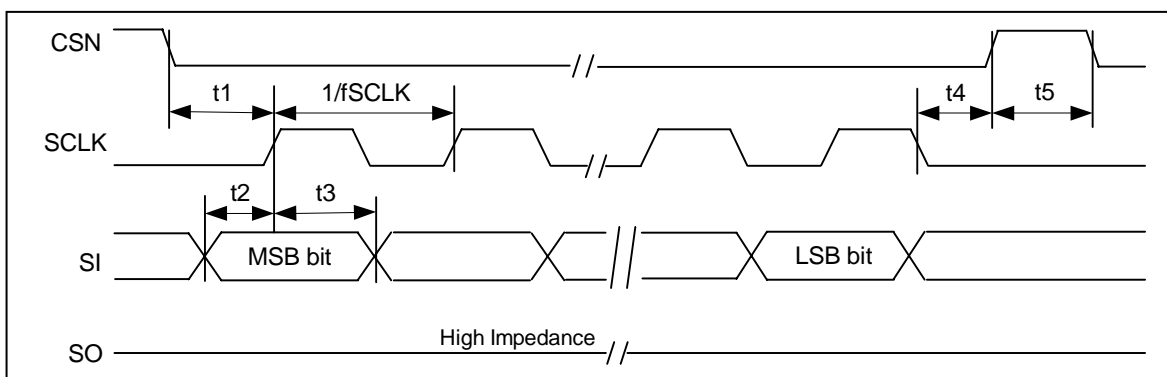 CSN
t1
1/fSCLK
t4
t5
SCLK
t2
t3
SI
MSB bit
LSB bit
SO
High Impedance